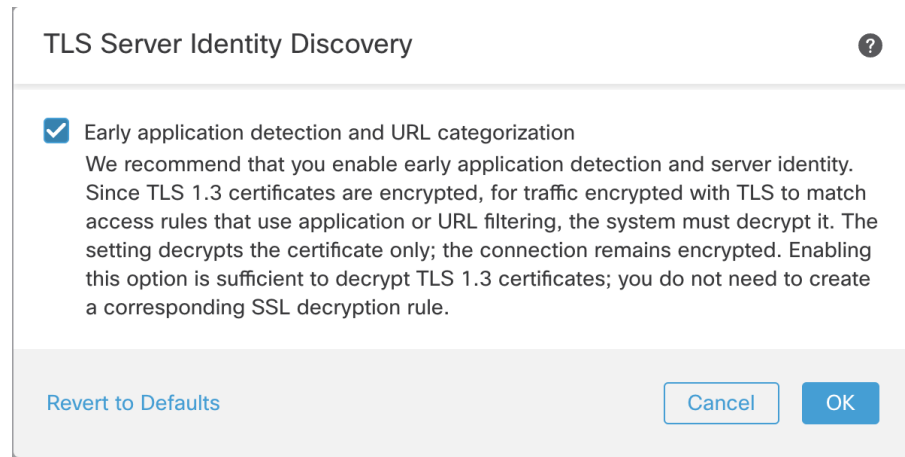 TLS Server Identity Discovery
?
Early application detection and URL categorization
We recommend that you enable early application detection and server identity.
Since TLS 1.3 certificates are encrypted, for traffic encrypted with TLS to match
access rules that use application or URL filtering, the system must decrypt it. The
setting decrypts the certificate only; the connection remains encrypted. Enabling
this option is sufficient to decrypt TLS 1.3 certificates; you do not need to create
a corresponding SSL decryption rule.
Revert to Defaults
Cancel
OK